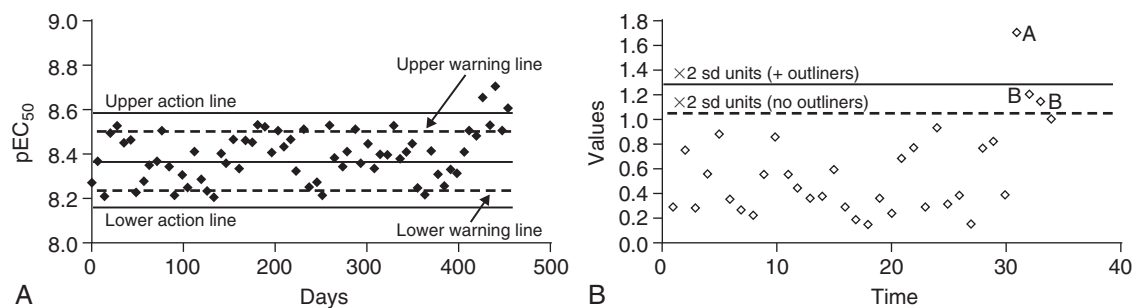 9.0
8.8
8.6
8.4
8.2
8.0
pEC50
Upper action line
Upper warning line
Lower action line
Lower warning line
0 100 200 300 400 500
Days
A
1.8
1.6
1.4
1.2
1.0
0.8
0.6
0.4
0.2
0.0
Values
A
×2 sd units (+ outliners)
×2 sd units (no outliners)
B B
0 10 20 30 40
Time
B